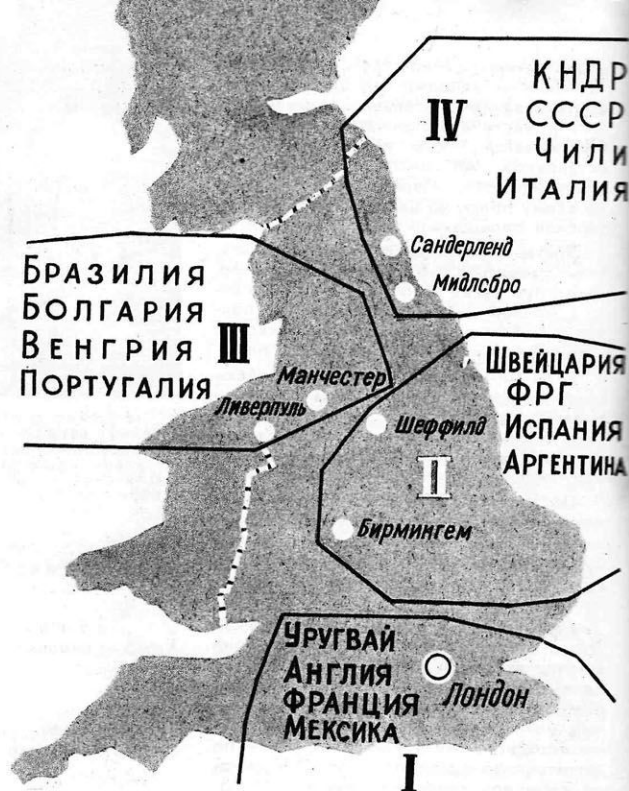 IV
КНДР
СССР
ЧИЛИ
ИТАЛИЯ
Сандерленд
Мидлсбро
БРАЗИЛИЯ
БОЛГАРИЯ
ВЕНГРИЯ
ПОРТУГАЛИЯ
III
Манчестер
Ливерпуль
ШВЕЙЦАРИЯ
ФРГ
ИСПАНИЯ
АРГЕНТИНА
Шеффилд
II
Бирмингем
УРУГВАЙ
АНГЛИЯ
ФРАНЦИЯ
МЕКСИКА
Лондон
I